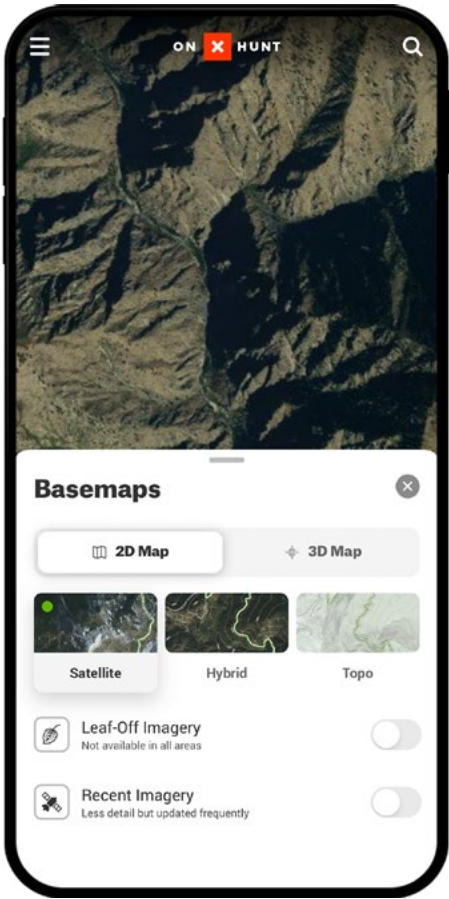 ON X HUNT
Basemaps
2D Map
3D Map
Satellite
Hybrid
Topo
Leaf-Off Imagery
Not available in all areas
Recent Imagery
Less detail but updated frequently